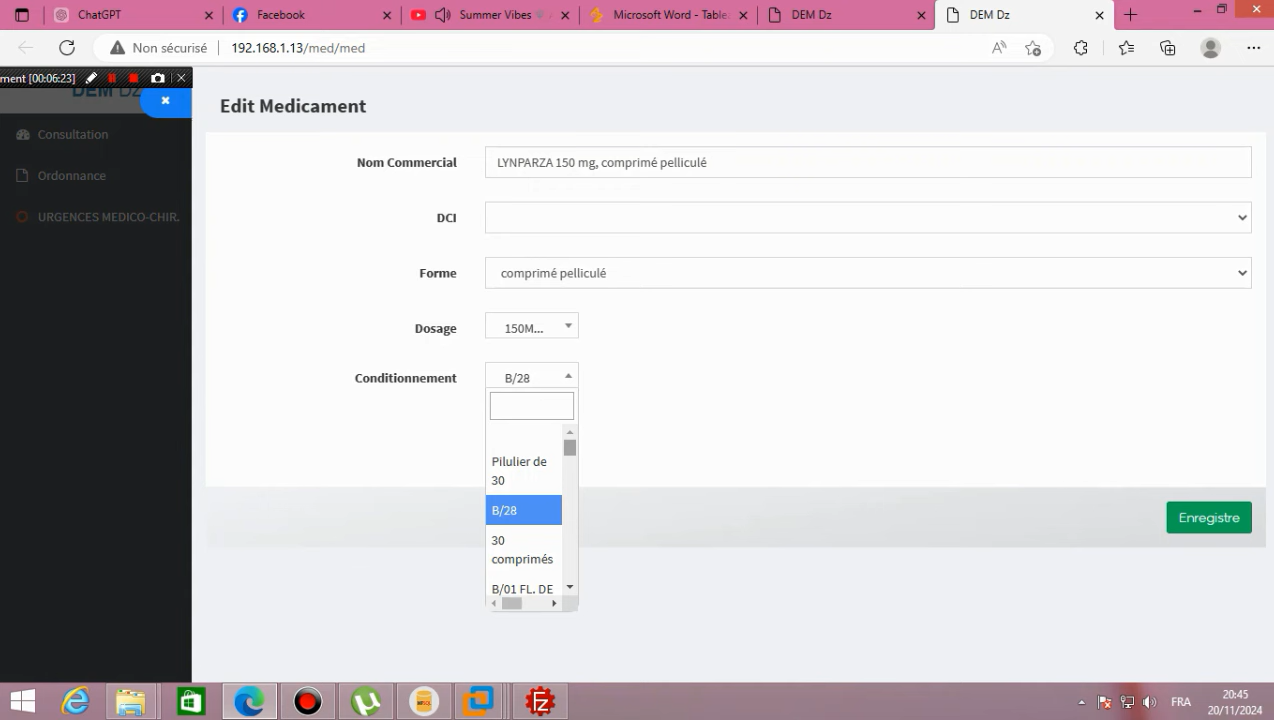 ChatGPT
Facebook
Summer Vibes
Microsoft Word - Table
DEM Dz
DEM Dz
Non sécurisé
192.168.1.13/med/med
ment [00:06:23]
DEM Dz
Edit Medicament
Consultation
Ordonnance
URGENCES MEDICO-CHIR.
Nom Commercial
LYNPARZA 150 mg, comprimé pelliculé
DCI
Forme
comprimé pelliculé
Dosage
150M...
Conditionnement
B/28
Pilulier de
30
B/28
30
comprimés
B/01 FL. DE
Enregistre
FRA
20:45
20/11/2024